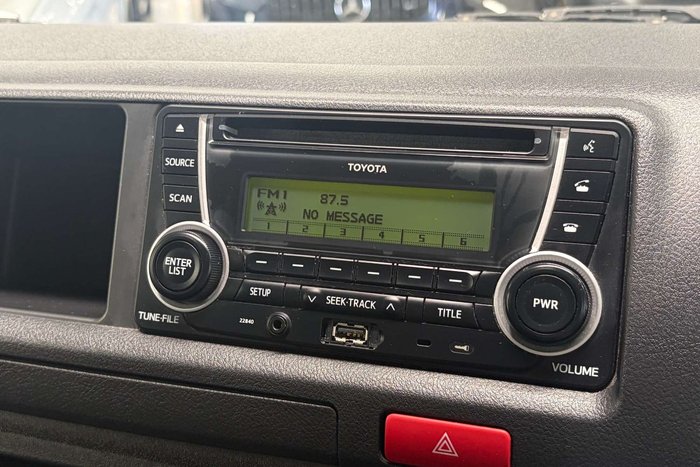 TOYOTA
SOURCE
SCAN
FM1 87.5
NO MESSAGE
1 2 3 4 5 6
ENTER
LIST
TUNE·FILE
SETUP
SEEK·TRACK
TITLE
22840
PWR
VOLUME